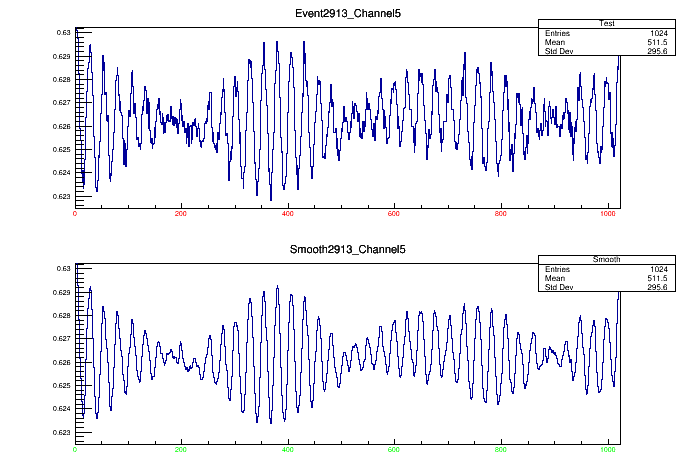 Event2913_Channel5
Test
Entries 1024
Mean 511.5
Std Dev 295.6
0.63
0.629
0.628
0.627
0.626
0.625
0.624
0.623
0 200 400 600 800 1000
Smooth2913_Channel5
Smooth
Entries 1024
Mean 511.5
Std Dev 295.6
0.63
0.629
0.628
0.627
0.626
0.625
0.624
0.623
0 200 400 600 800 1000